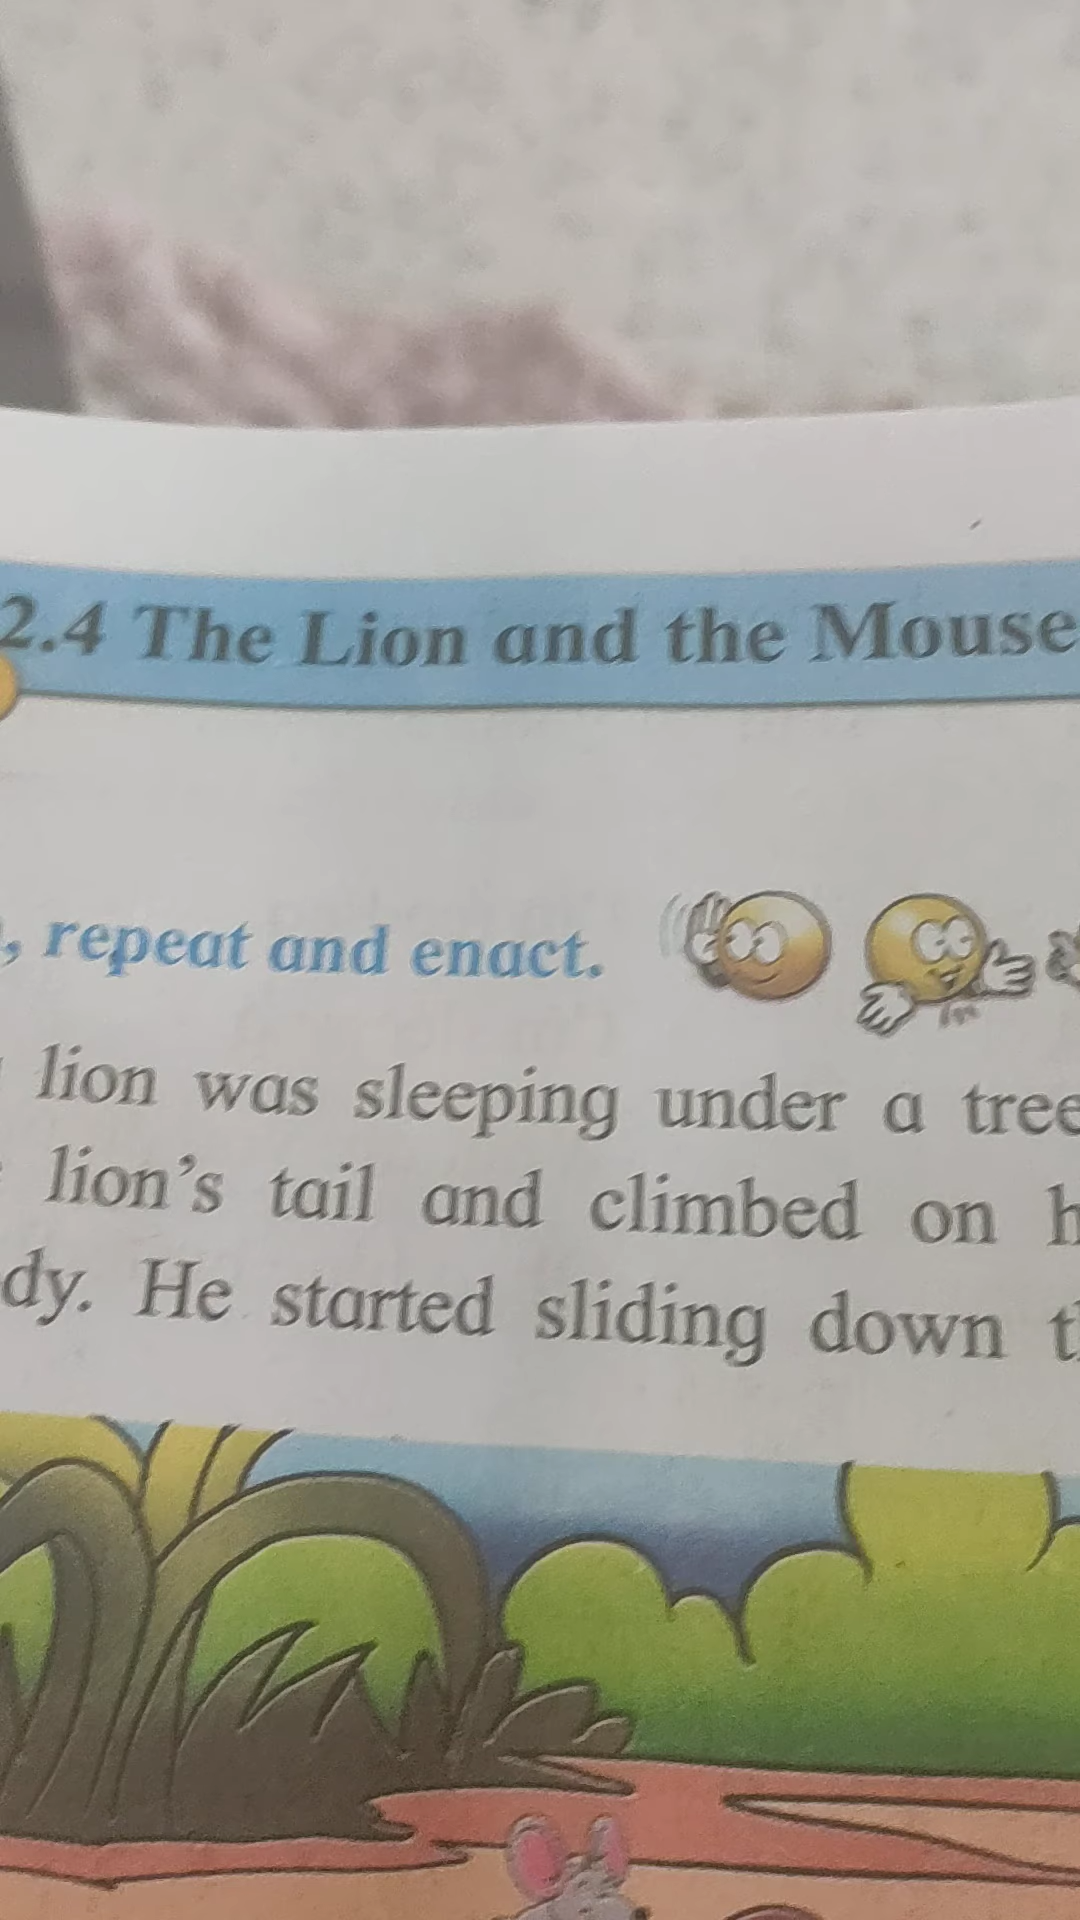 2.4 The Lion and the Mouse
, repeat and enact.
lion was sleeping under a tree
lion's tail and climbed on
dy. He started sliding down